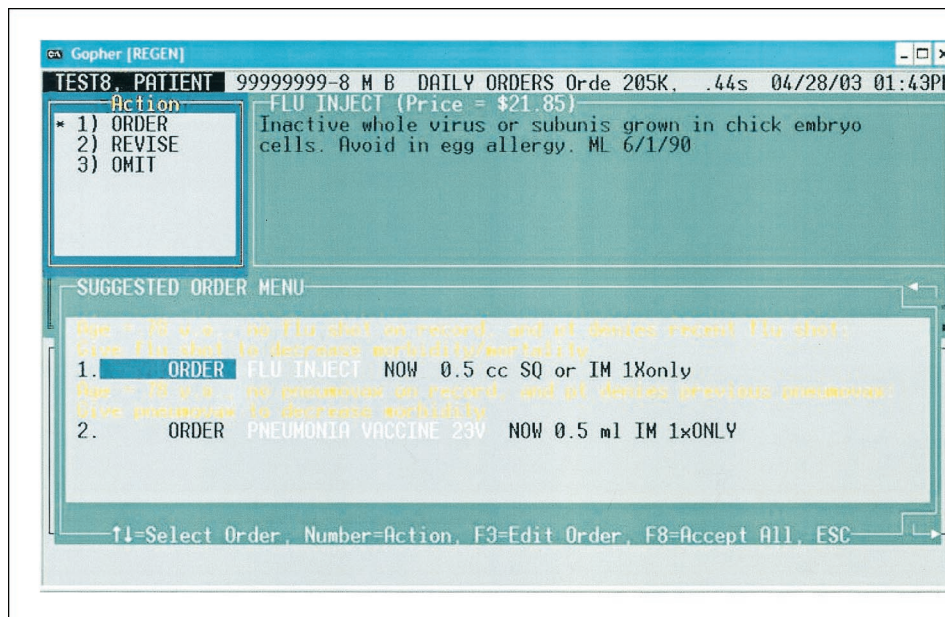 Gopher [REGEN]
TEST8, PATIENT 99999999-8 M B DAILY ORDERS Orde 205K, .44s 04/28/03 01:43P
Action
* 1) ORDER
2) REVISE
3) OMIT
FLU INJECT (Price = $21.85)
Inactive whole virus or subunis grown in chick embryo
cells. Avoid in egg allergy. ML 6/1/90
SUGGESTED ORDER MENU
Age = 78 y.o., no flu shot on record, and pt denies recent flu shot:
Give flu shot to decrease morbidity/mortality
1. ORDER FLU INJECT NOW 0.5 cc SQ or IM 1Xonly
Age = 78 y.o., no pneumovax on record, and pt denies previous pneumovax:
Give pneumovax to decrease morbidity
2. ORDER PNEUMONIA VACCINE 23V NOW 0.5 ml IM 1xONLY
↑↓=Select Order, Number=Action, F3=Edit Order, F8=Accept All, ESC